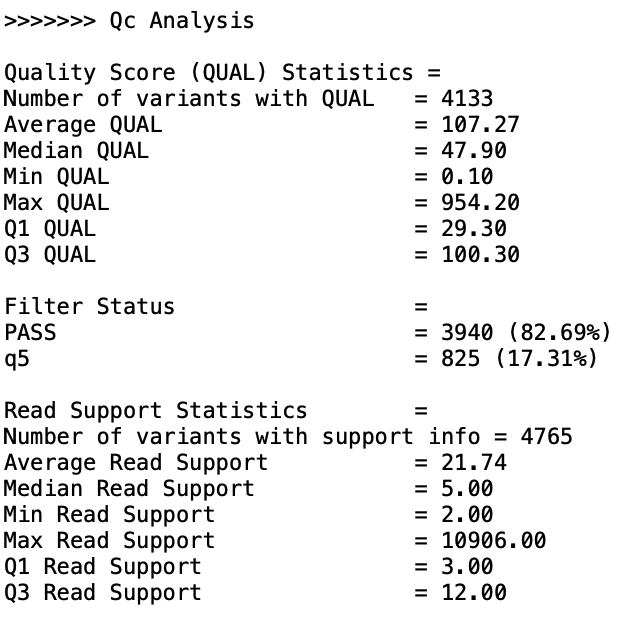 >>>>>>> Qc Analysis
Quality Score (QUAL) Statistics =
Number of variants with QUAL = 4133
Average QUAL = 107.27
Median QUAL = 47.90
Min QUAL = 0.10
Max QUAL = 954.20
Q1 QUAL = 29.30
Q3 QUAL = 100.30
Filter Status =
PASS = 3940 (82.69%)
q5 = 825 (17.31%)
Read Support Statistics =
Number of variants with support info = 4765
Average Read Support = 21.74
Median Read Support = 5.00
Min Read Support = 2.00
Max Read Support = 10906.00
Q1 Read Support = 3.00
Q3 Read Support = 12.00